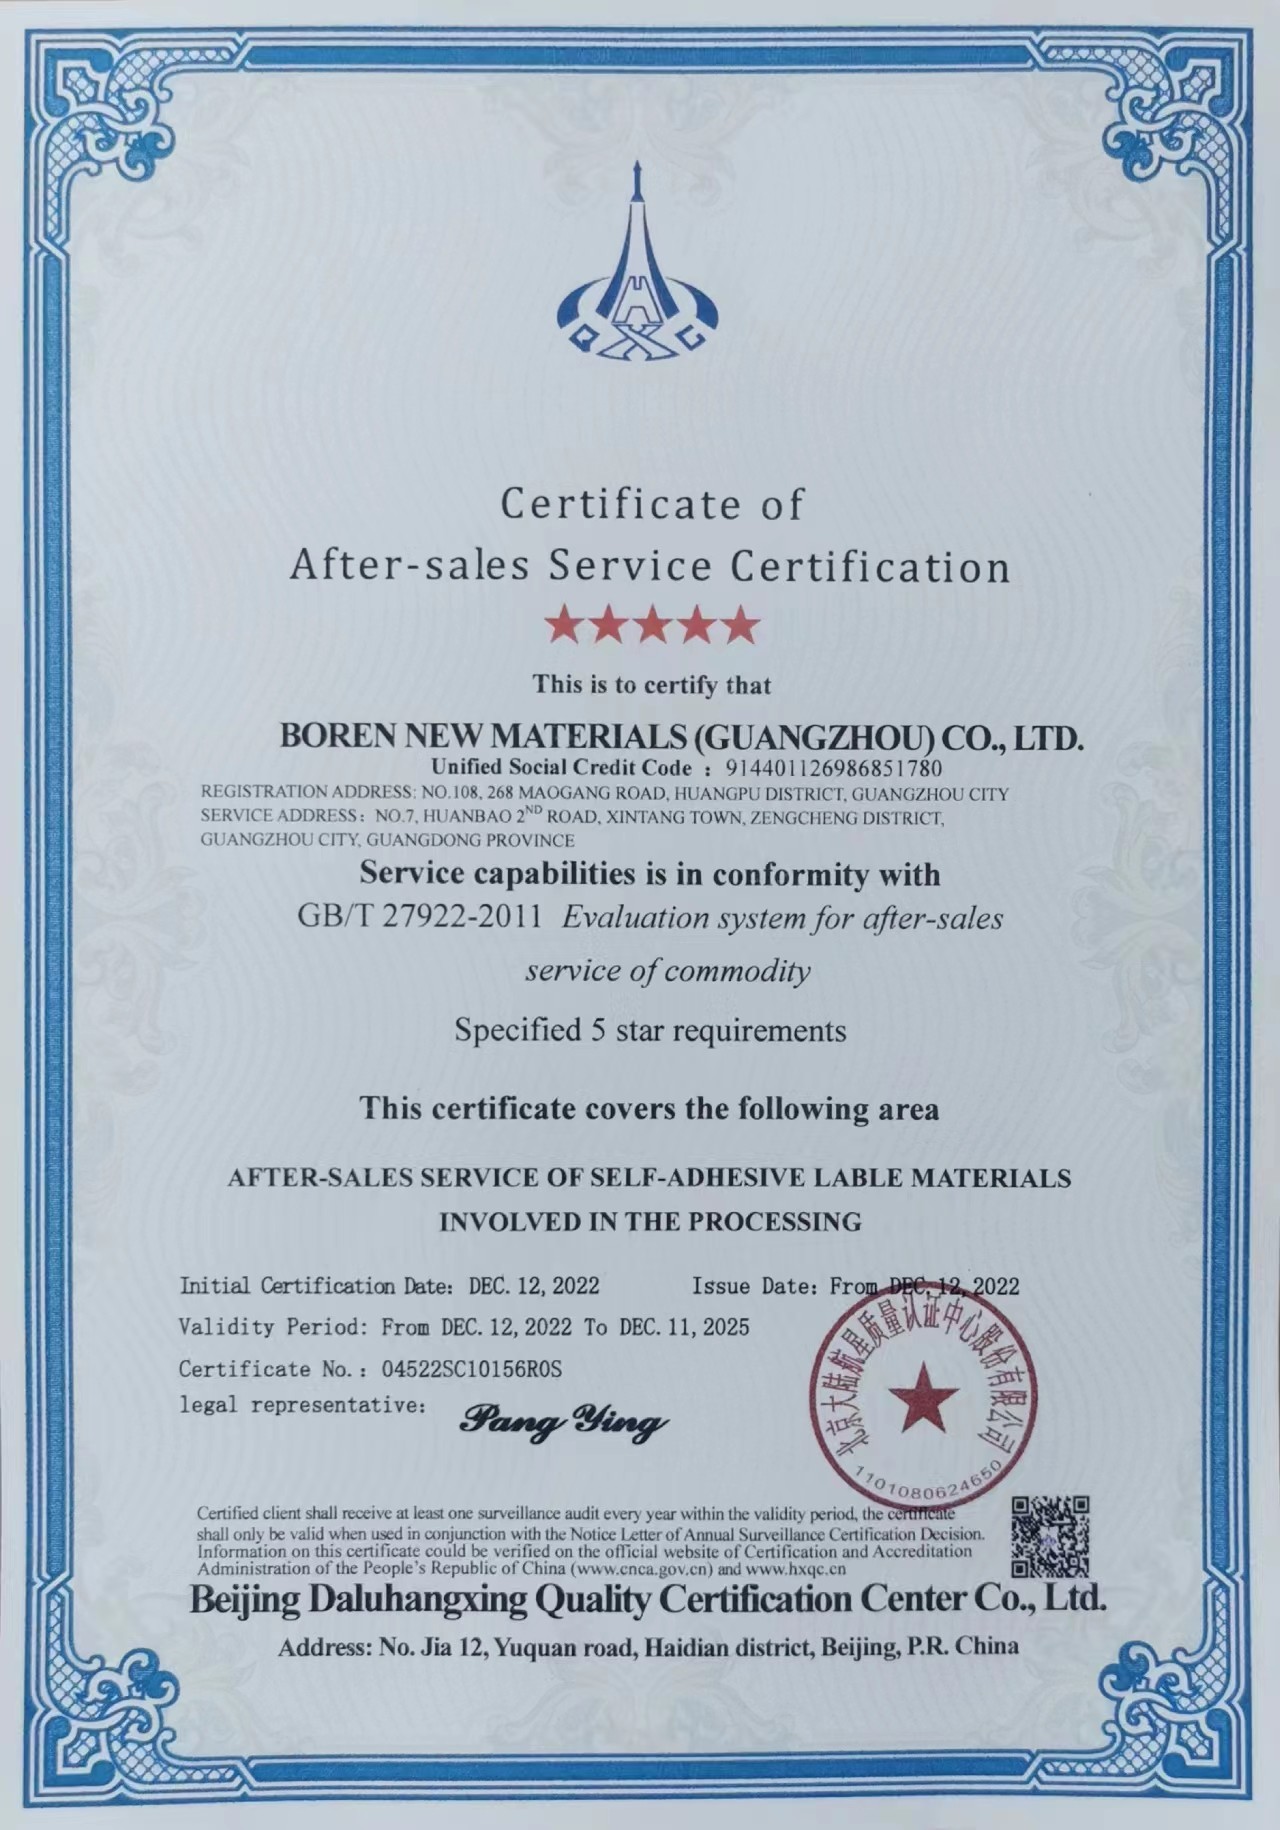 HXQC
Certificate of
After-sales Service Certification
This is to certify that
BOREN NEW MATERIALS (GUANGZHOU) CO., LTD.
Unified Social Credit Code : 914401126986851780
REGISTRATION ADDRESS: NO.108, 268 MAOGANG ROAD, HUANGPU DISTRICT, GUANGZHOU CITY
SERVICE ADDRESS: NO.7, HUANBAO 2ND ROAD, XINTANG TOWN, ZENGCHENG DISTRICT,
GUANGZHOU CITY, GUANGDONG PROVINCE
Service capabilities is in conformity with
GB/T 27922-2011 Evaluation system for after-sales
service of commodity
Specified 5 star requirements
This certificate covers the following area
AFTER-SALES SERVICE OF SELF-ADHESIVE LABLE MATERIALS
INVOLVED IN THE PROCESSING
Initial Certification Date: DEC. 12, 2022 Issue Date: From DEC. 12, 2022
Validity Period: From DEC. 12, 2022 To DEC. 11, 2025
Certificate No.: 04522SC10156R0S
legal representative: Pang Ying
北京大陆航星质量认证中心股份有限公司
1101080624650
Certified client shall receive at least one surveillance audit every year within the validity period, the certificate
shall only be valid when used in conjunction with the Notice Letter of Annual Surveillance Certification Decision.
Information on this certificate could be verified on the official website of Certification and Accreditation
Administration of the People's Republic of China (www.cnca.gov.cn) and www.hxqc.cn
Beijing Daluhangxing Quality Certification Center Co., Ltd.
Address: No. Jia 12, Yuquan road, Haidian district, Beijing, P.R. China